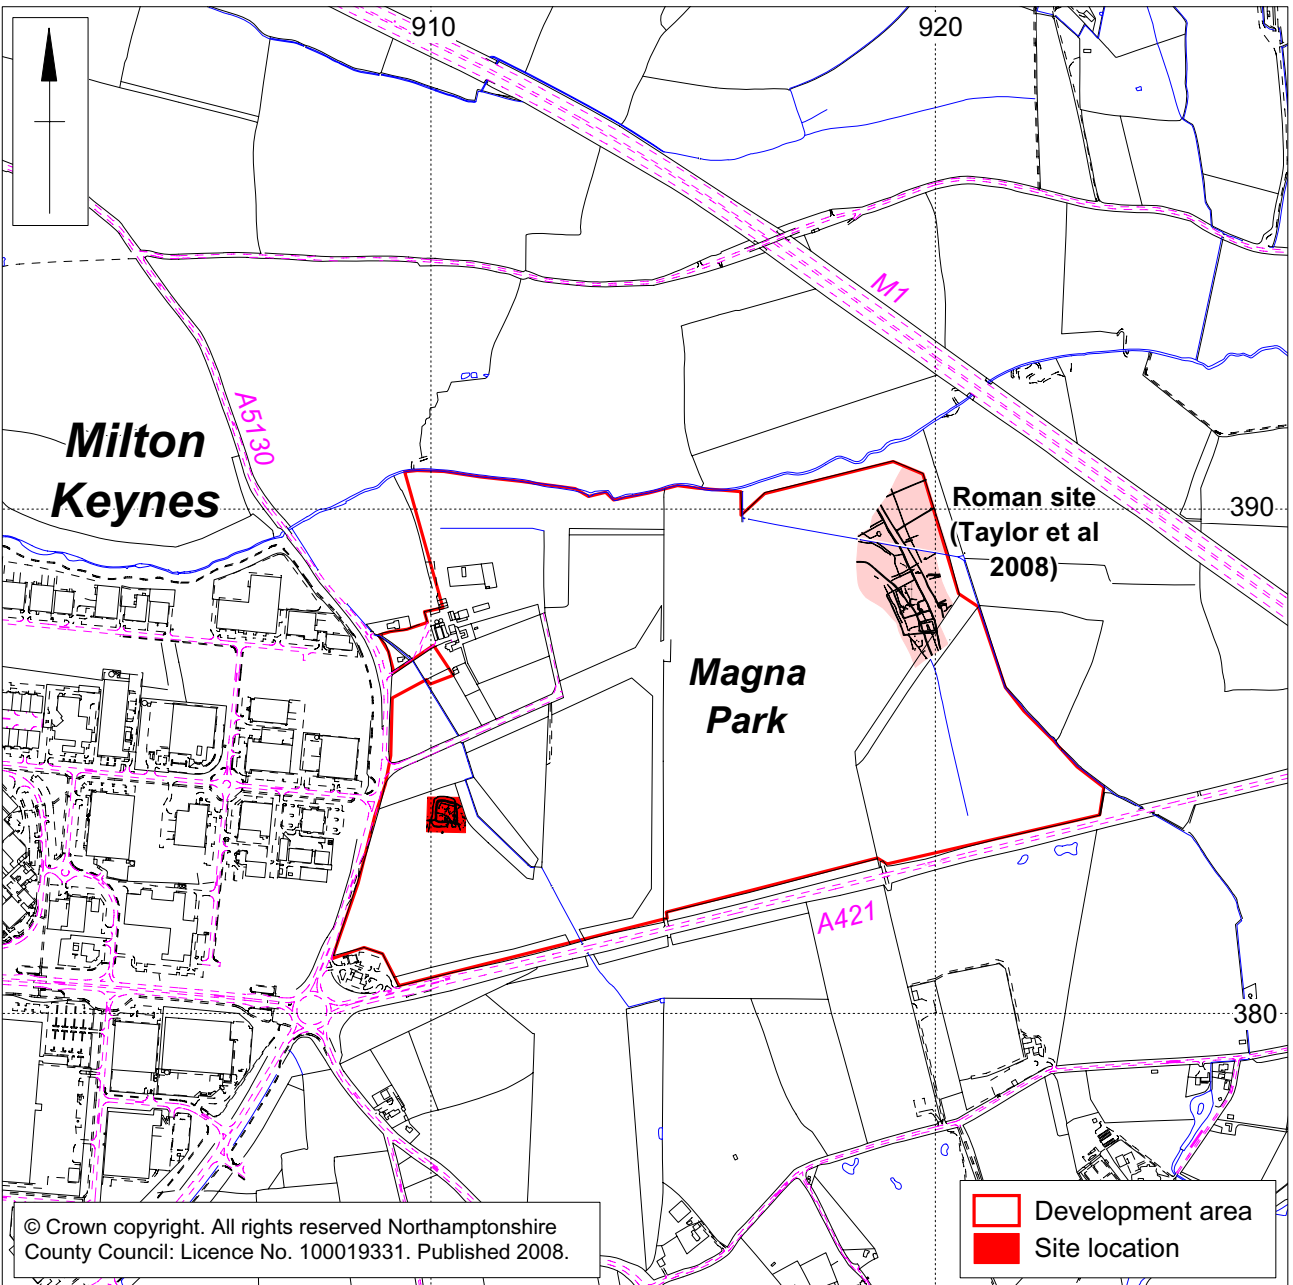 910
920
M1
A5130
Milton
Keynes
Roman site
(Taylor et al
2008)
390
Magna
Park
A421
380
© Crown copyright. All rights reserved Northamptonshire
County Council: Licence No. 100019331. Published 2008.
Development area
Site location